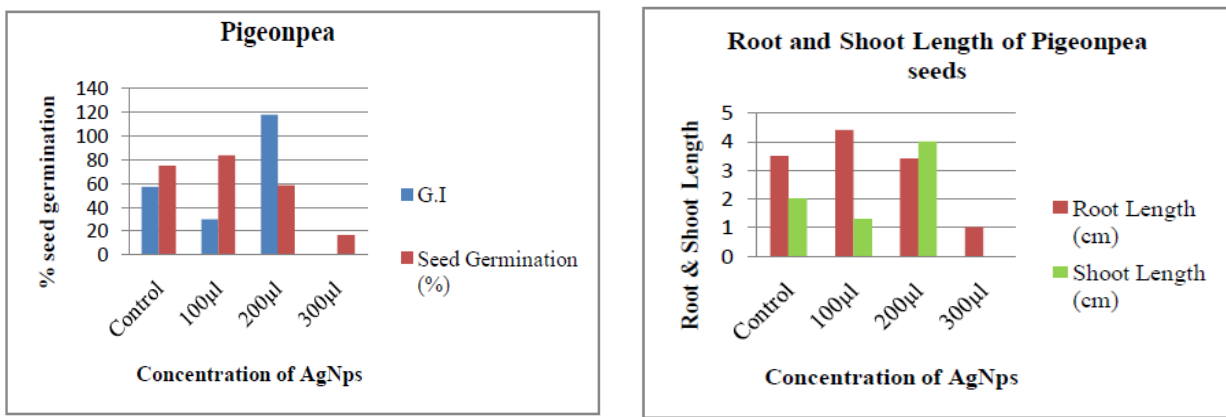 Pigeonpea
% seed germination
140
120
100
80
60
40
20
0
Control
100µl
200µl
300µl
G.I
Seed Germination
(%)
Concentration of AgNps
Root and Shoot Length of Pigeonpea
seeds
Root & Shoot Length
5
4
3
2
1
0
Control
100µl
200µl
300µl
Root Length
(cm)
Shoot Length
(cm)
Concentration of AgNps